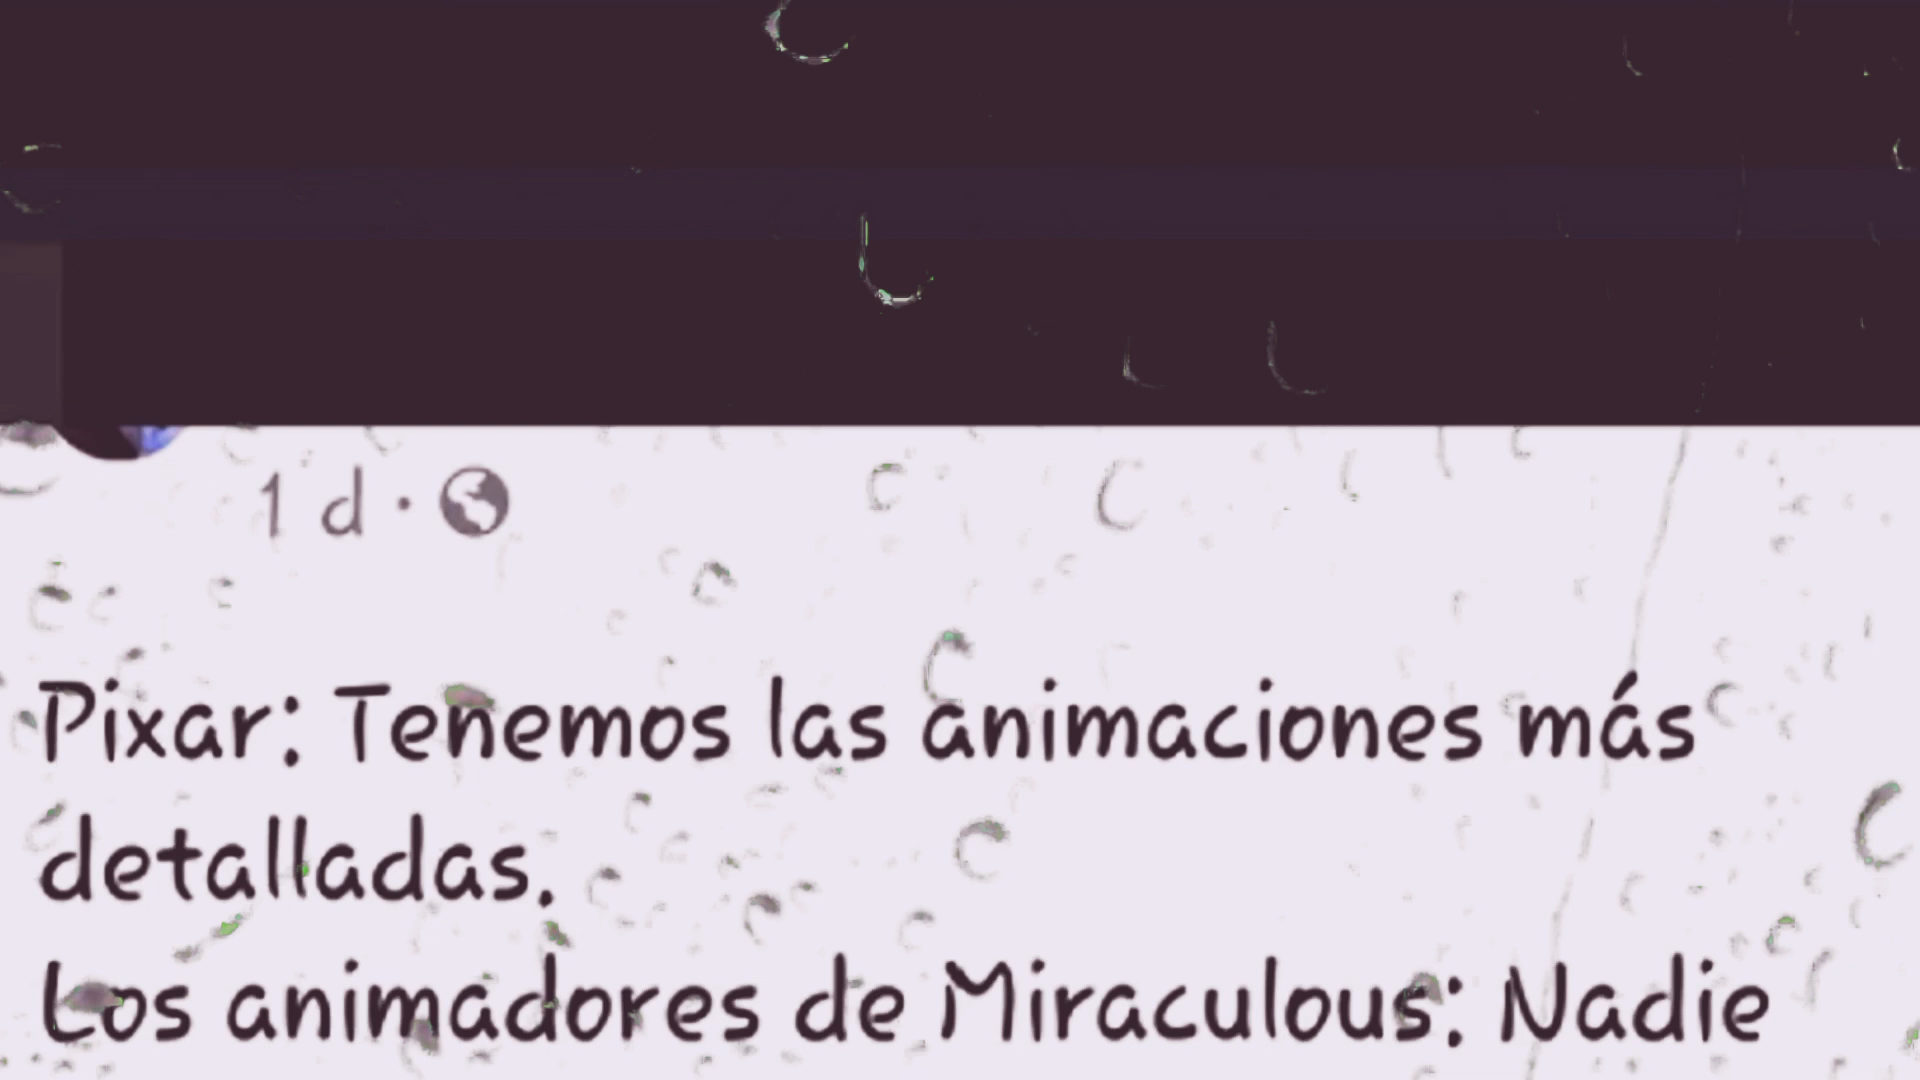 1 d ·
Pixar: Tenemos las animaciones más
detalladas.
Los animadores de Miraculous: Nadie